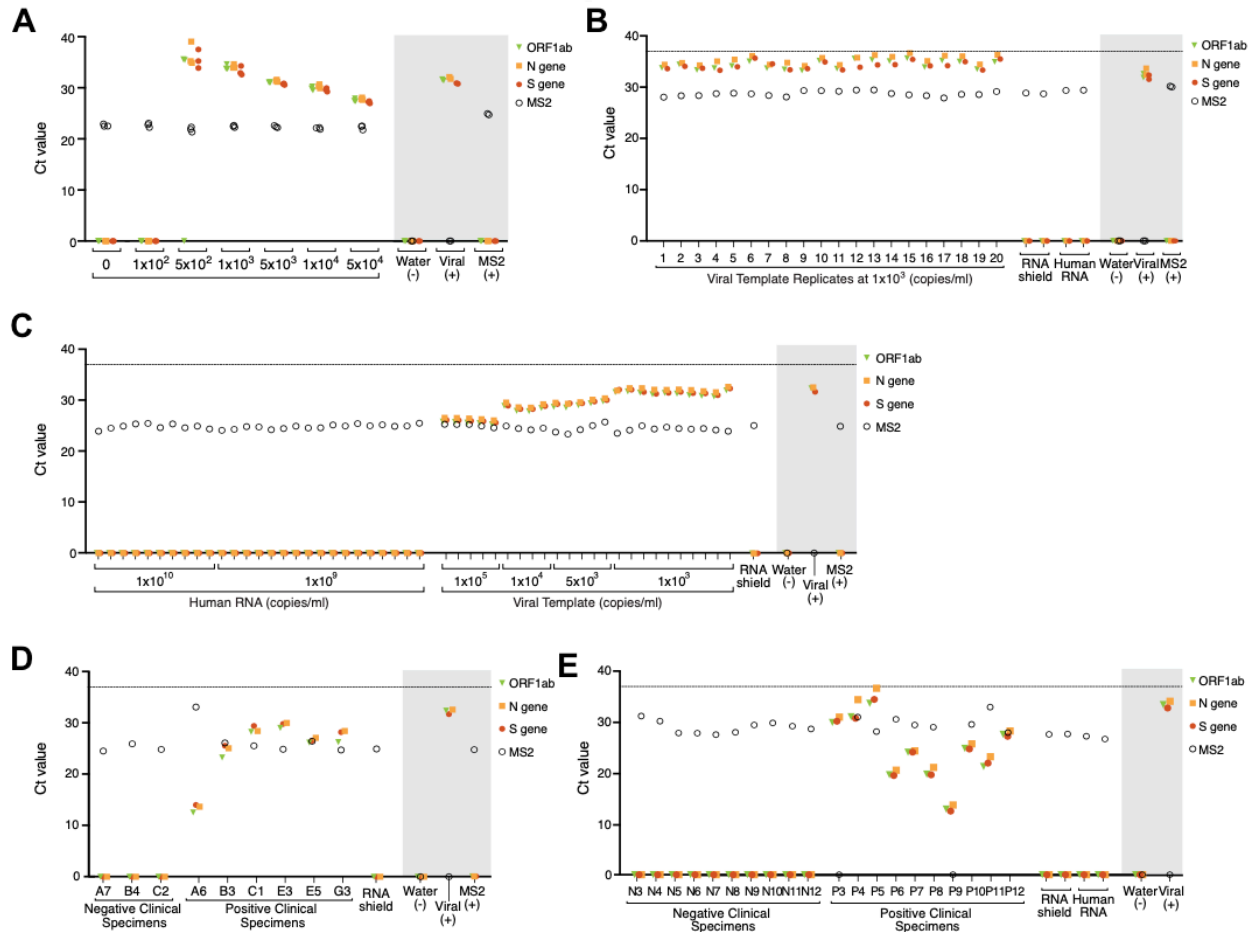 A
40
30
20
10
0
Ct value
0 1x10² 5x10² 1x10³ 5x10³ 1x10⁴ 5x10⁴
Water (-)
Viral (+)
MS2 (+)
ORF1ab
N gene
S gene
MS2
B
40
30
20
10
0
Ct value
1 2 3 4 5 6 7 8 9 10 11 12 13 14 15 16 17 18 19 20
Viral Template Replicates at 1x10³ (copies/ml)
RNA shield
Human RNA
Water (-)
Viral (+)
MS2 (+)
ORF1ab
N gene
S gene
MS2
C
40
30
20
10
0
Ct value
1x10¹⁰ 1x10⁹
Human RNA (copies/ml)
1x10⁵ 1x10⁴ 5x10³ 1x10³
Viral Template (copies/ml)
RNA shield
Water (-)
Viral (+)
MS2 (+)
ORF1ab
N gene
S gene
MS2
D
40
30
20
10
0
Ct value
A7 B4 C2
Negative Clinical Specimens
A6 B3 C1 E3 E5 G3
Positive Clinical Specimens
RNA shield
Water (-)
Viral (+)
MS2 (+)
ORF1ab
N gene
S gene
MS2
E
40
30
20
10
0
Ct value
N3 N4 N5 N6 N7 N8 N9 N10 N11 N12
Negative Clinical Specimens
P3 P4 P5 P6 P7 P8 P9 P10 P11 P12
Positive Clinical Specimens
RNA shield
Human RNA
Water (-)
Viral (+)
ORF1ab
N gene
S gene
MS2